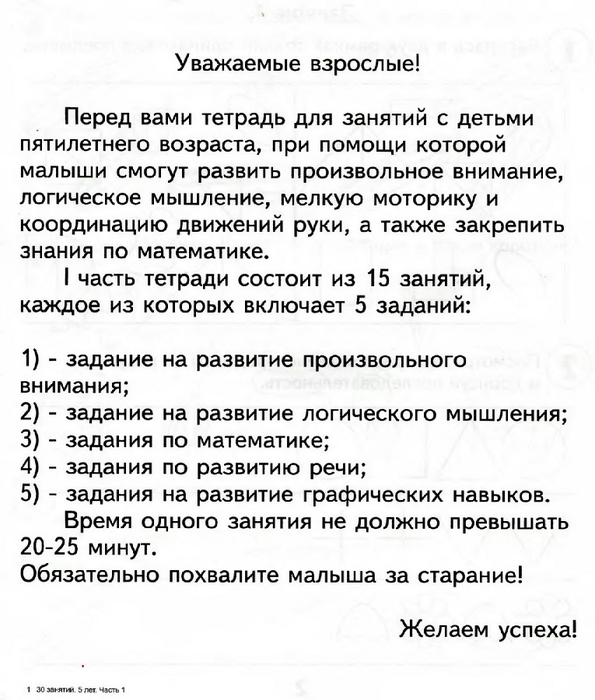 Уважаемые взрослые!
Перед вами тетрадь для занятий с детьми
пятилетнего возраста, при помощи которой
малыши смогут развить произвольное внимание,
логическое мышление, мелкую моторику и
координацию движений руки, а также закрепить
знания по математике.
I часть тетради состоит из 15 занятий,
каждое из которых включает 5 заданий:
1) - задание на развитие произвольного
внимания;
2) - задание на развитие логического мышления;
3) - задания по математике;
4) - задания по развитию речи;
5) - задания на развитие графических навыков.
Время одного занятия не должно превышать
20-25 минут.
Обязательно похвалите малыша за старание!
Желаем успеха!
1 30 занятий. 5 лет. Часть 1